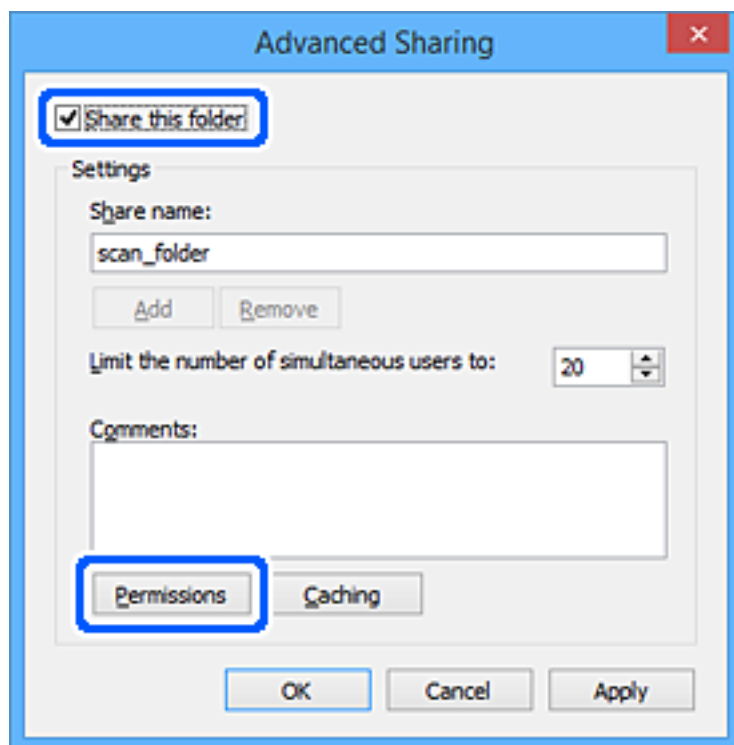 Advanced Sharing
Share this folder
Settings
Share name:
scan_folder
Add Remove
Limit the number of simultaneous users to: 20
Comments:
Permissions Caching
OK Cancel Apply